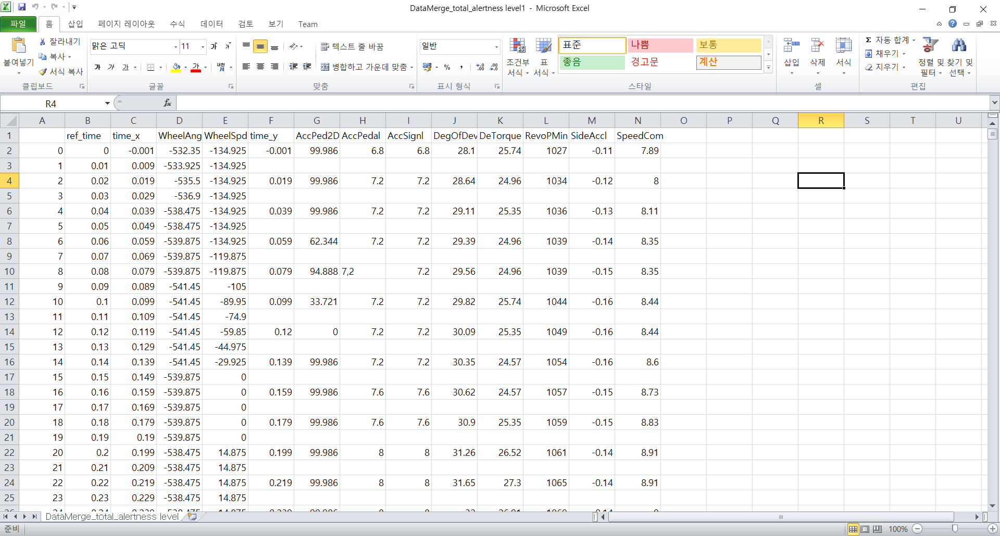 DataMerge_total_alertness level1 - Microsoft Excel
파일 홈 삽입 페이지 레이아웃 수식 데이터 검토 보기 Team
붙여넣기 잘라내기 복사 서식 복사 클립보드
맑은 고딕 11 가 가 가 가 가 가 내천 글꼴
텍스트 줄 바꿈 병합하고 가운데 맞춤 맞춤
일반 % , 표시 형식
조건부 서식 표 서식 표준 나쁨 보통 좋음 경고문 계산 스타일
삽입 삭제 서식 셀
Σ 자동 합계 채우기 지우기 정렬 및 필터 찾기 및 선택 편집
R4 fx
A B C D E F G H I J K L M N O P Q R S T U
1 ref_time time_x WheelAng WheelSpd time_y AccPed2D AccPedal AccSignl DegOfDev DeTorque RevoPMin SideAccl SpeedCom
2 0 0 -0.001 -532.35 -134.925 -0.001 99.986 6.8 6.8 28.1 25.74 1027 -0.11 7.89
3 1 0.01 0.009 -533.925 -134.925
4 2 0.02 0.019 -535.5 -134.925 0.019 99.986 7.2 7.2 28.64 24.96 1034 -0.12 8
5 3 0.03 0.029 -536.9 -134.925
6 4 0.04 0.039 -538.475 -134.925 0.039 99.986 7.2 7.2 29.11 25.35 1036 -0.13 8.11
7 5 0.05 0.049 -538.475 -134.925
8 6 0.06 0.059 -539.875 -134.925 0.059 62.344 7.2 7.2 29.39 24.96 1039 -0.14 8.35
9 7 0.07 0.069 -539.875 -119.875
10 8 0.08 0.079 -539.875 -119.875 0.079 94.888 7,2 7.2 29.56 24.96 1039 -0.15 8.35
11 9 0.09 0.089 -541.45 -105
12 10 0.1 0.099 -541.45 -89.95 0.099 33.721 7.2 7.2 29.82 25.74 1044 -0.16 8.44
13 11 0.11 0.109 -541.45 -74.9
14 12 0.12 0.119 -541.45 -59.85 0.12 0 7.2 7.2 30.09 25.35 1049 -0.16 8.44
15 13 0.13 0.129 -541.45 -44.975
16 14 0.14 0.139 -541.45 -29.925 0.139 99.986 7.2 7.2 30.35 24.57 1054 -0.16 8.6
17 15 0.15 0.149 -539.875 0
18 16 0.16 0.159 -539.875 0 0.159 99.986 7.6 7.6 30.62 24.57 1057 -0.15 8.73
19 17 0.17 0.169 -539.875 0
20 18 0.18 0.179 -539.875 0 0.179 99.986 7.6 7.6 30.9 25.35 1059 -0.15 8.83
21 19 0.19 0.19 -539.875 0
22 20 0.2 0.199 -538.475 14.875 0.199 99.986 8 8 31.26 26.52 1061 -0.14 8.91
23 21 0.21 0.209 -538.475 14.875
24 22 0.22 0.219 -538.475 14.875 0.219 99.986 8 8 31.65 27.3 1065 -0.14 8.91
25 23 0.23 0.229 -538.475 14.875
DataMerge_total_alertness level
준비 100%